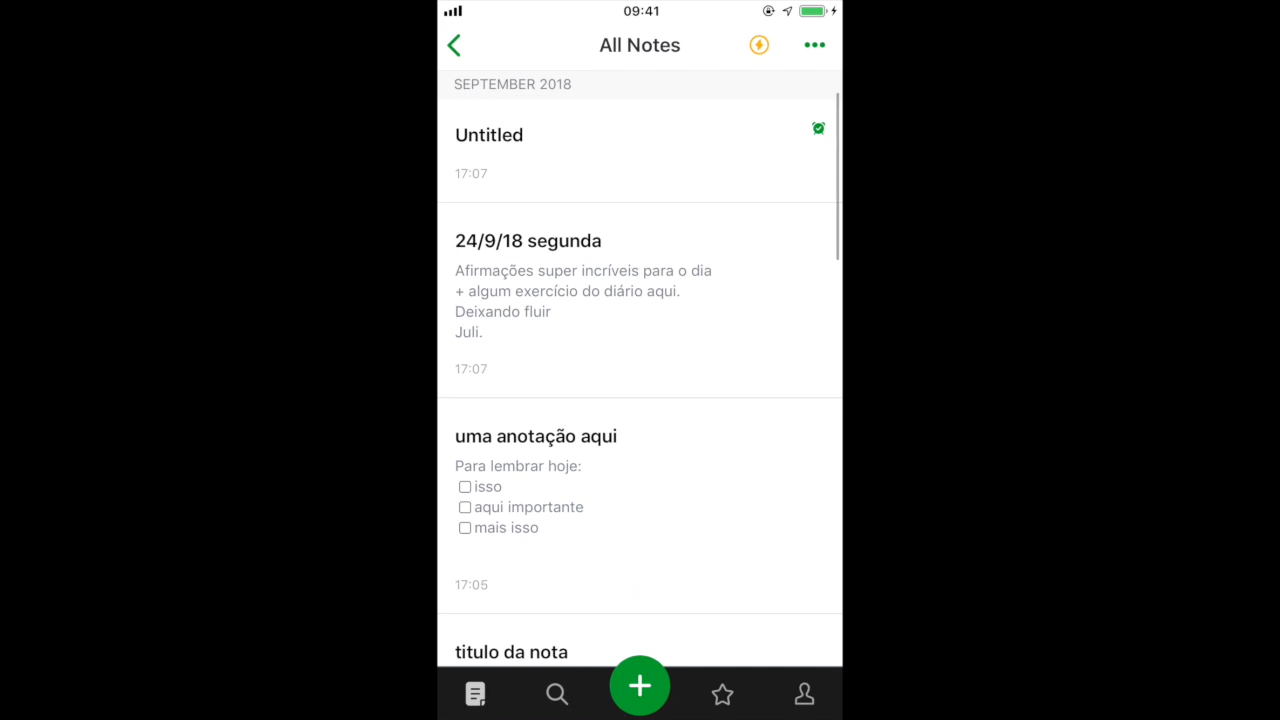 09:41
All Notes
SEPTEMBER 2018
Untitled
17:07
24/9/18 segunda
Afirmações super incríveis para o dia
+ algum exercício do diário aqui.
Deixando fluir
Juli.
17:07
uma anotação aqui
Para lembrar hoje:
isso
aqui importante
mais isso
17:05
titulo da nota